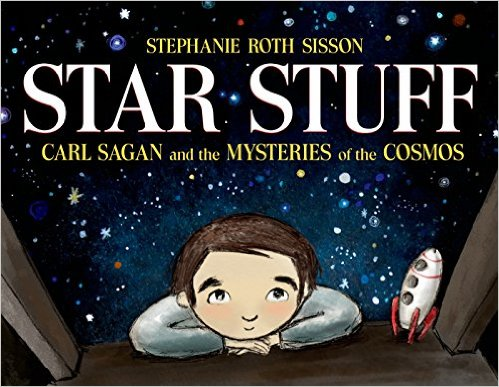 STEPHANIE ROTH SISSON
STAR STUFF
CARL SAGAN and the MYSTERIES of the COSMOS